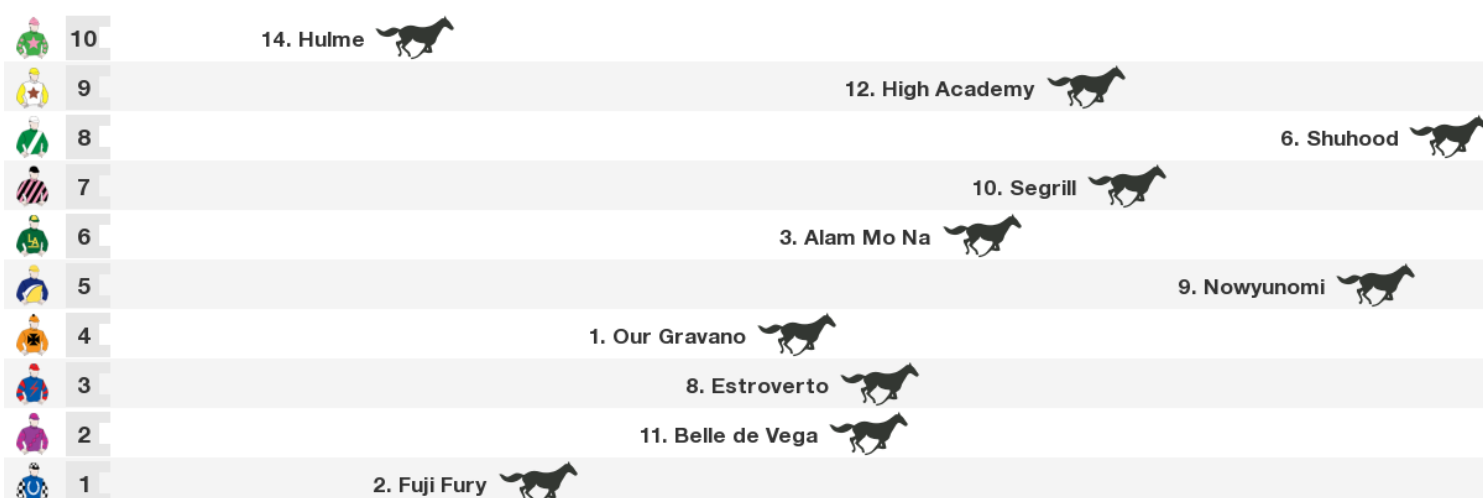 10 14. Hulme
9 12. High Academy
8 6. Shuhood
7 10. Segrill
6 3. Alam Mo Na
5 9. Nowyunomi
4 1. Our Gravano
3 8. Estroverto
2 11. Belle de Vega
1 2. Fuji Fury